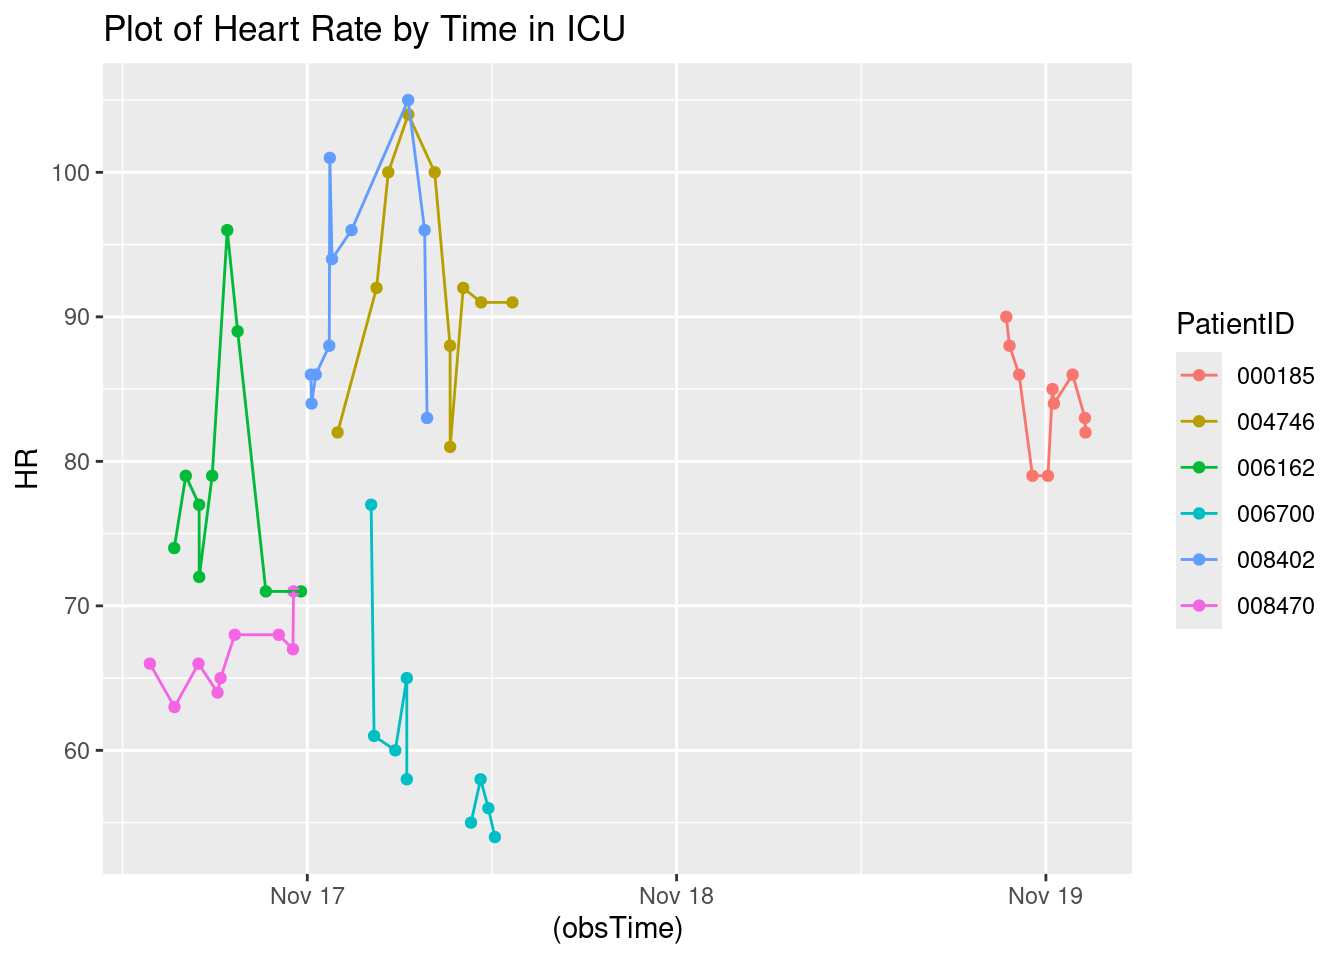 Plot of Heart Rate by Time in ICU
HR
100
90
80
70
60
Nov 17
Nov 18
Nov 19
(obsTime)
PatientID
000185
004746
006162
006700
008402
008470